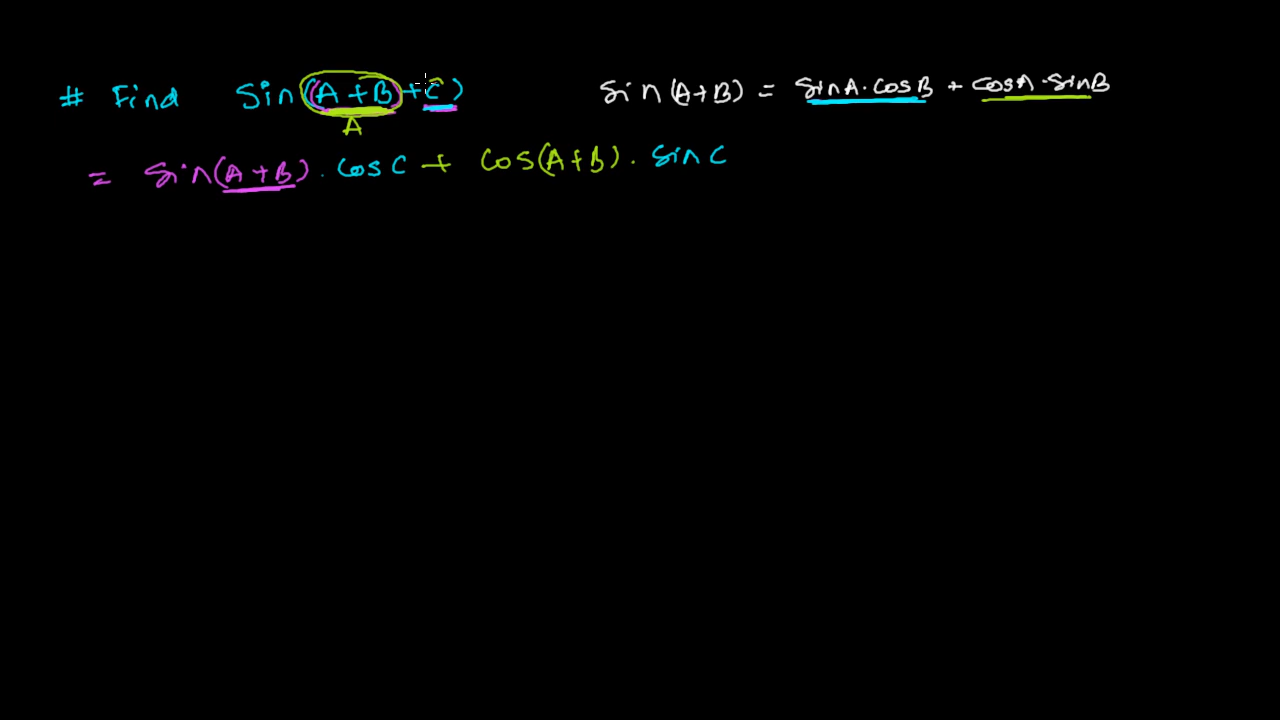 # Find Sin((A+B)+C) Sin(A+B) = SinA·CosB + CosA·SinB
A
= Sin(A+B)·CosC + Cos(A+B)·SinC